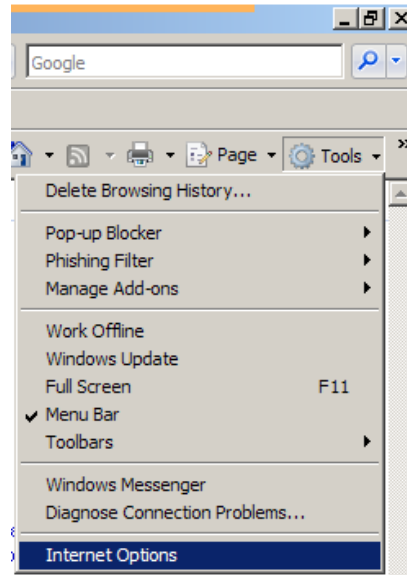 Google
Page Tools »
Delete Browsing History...
Pop-up Blocker
Phishing Filter
Manage Add-ons
Work Offline
Windows Update
Full Screen F11
Menu Bar
Toolbars
Windows Messenger
Diagnose Connection Problems...
Internet Options